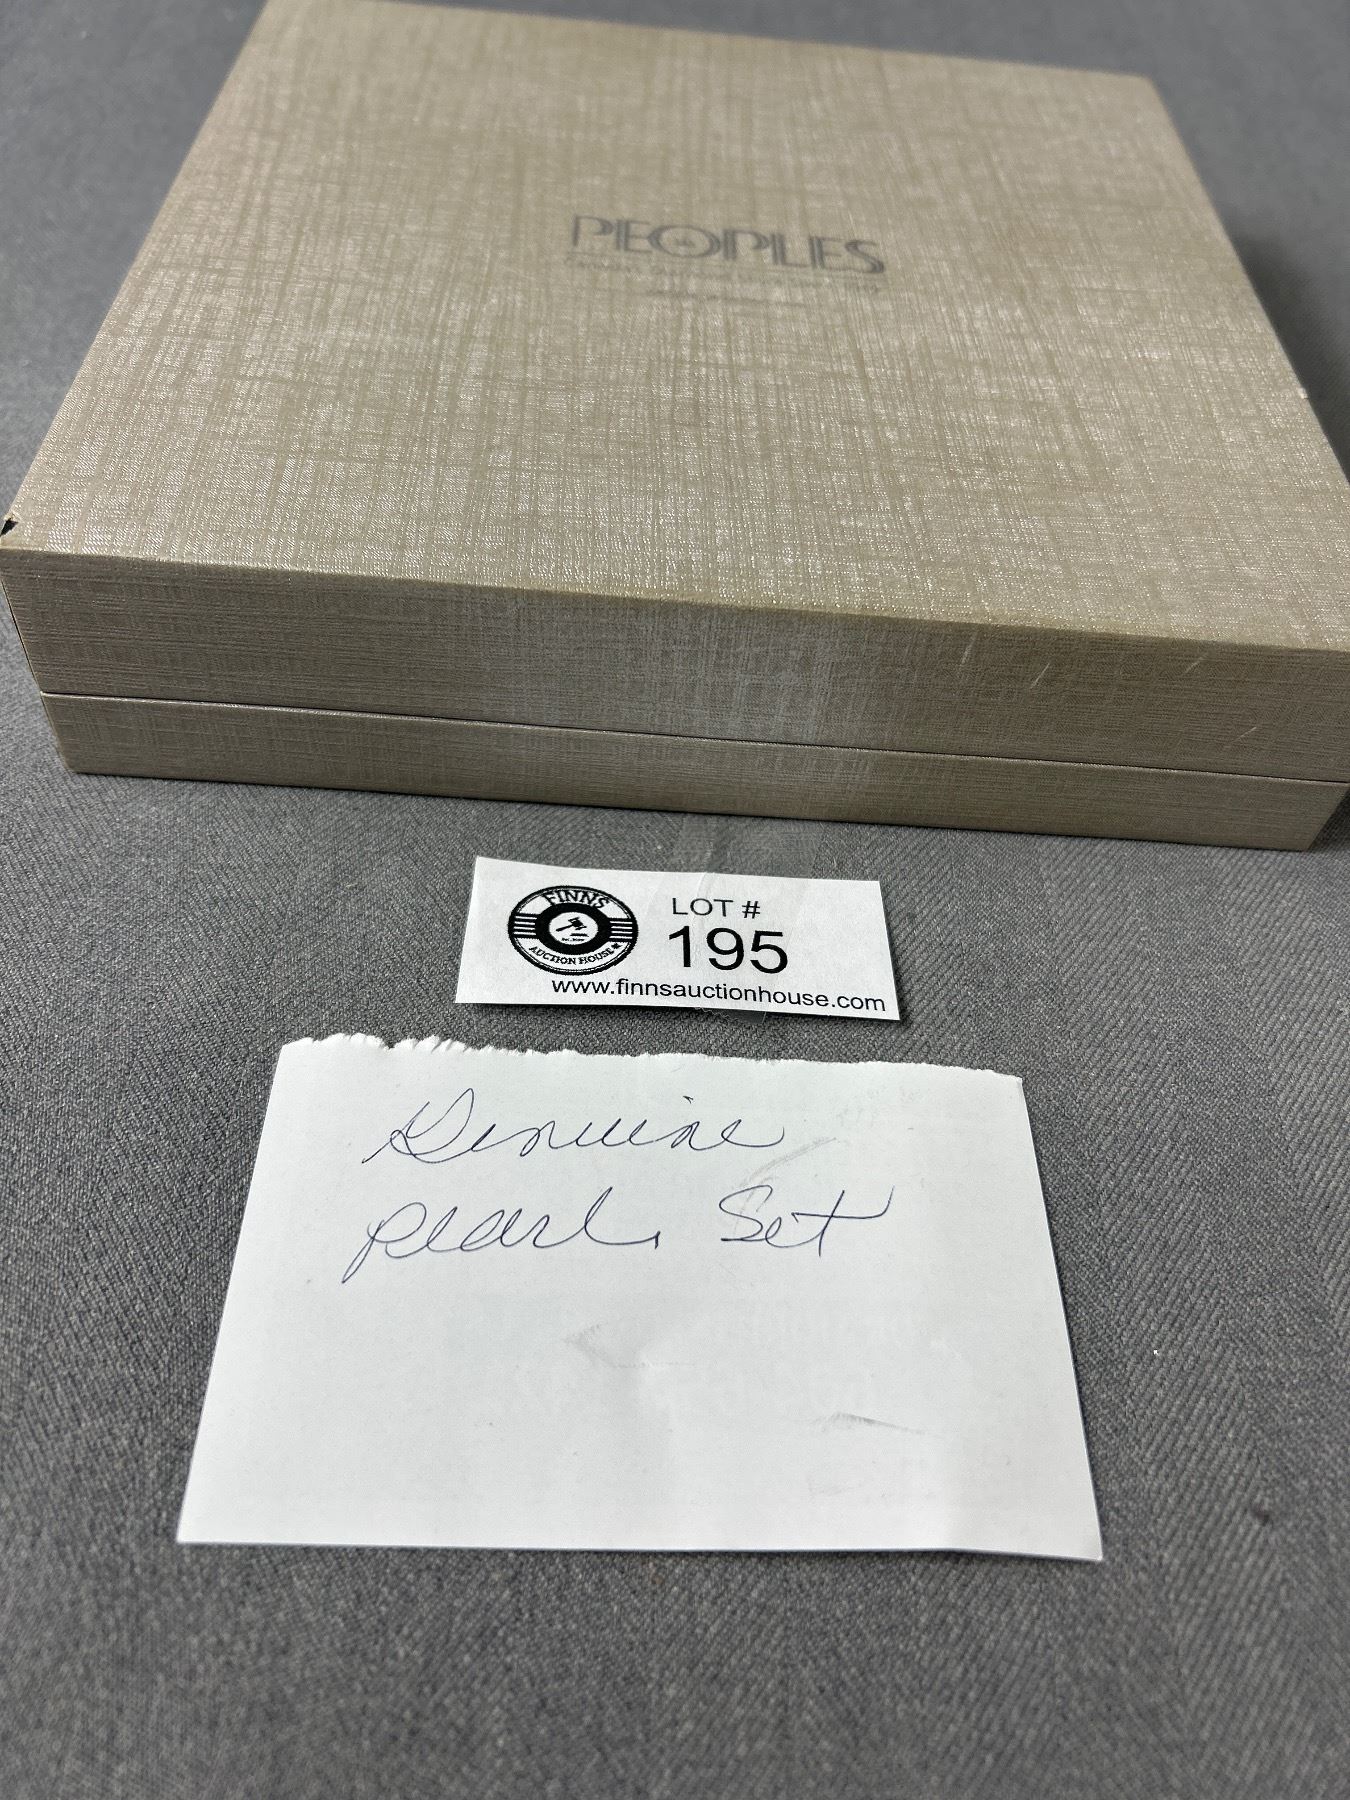 PEOPLES
FINNS
AUCTION HOUSE
LOT #
195
www.finnsauctionhouse.com
Genuine
pearl. Set